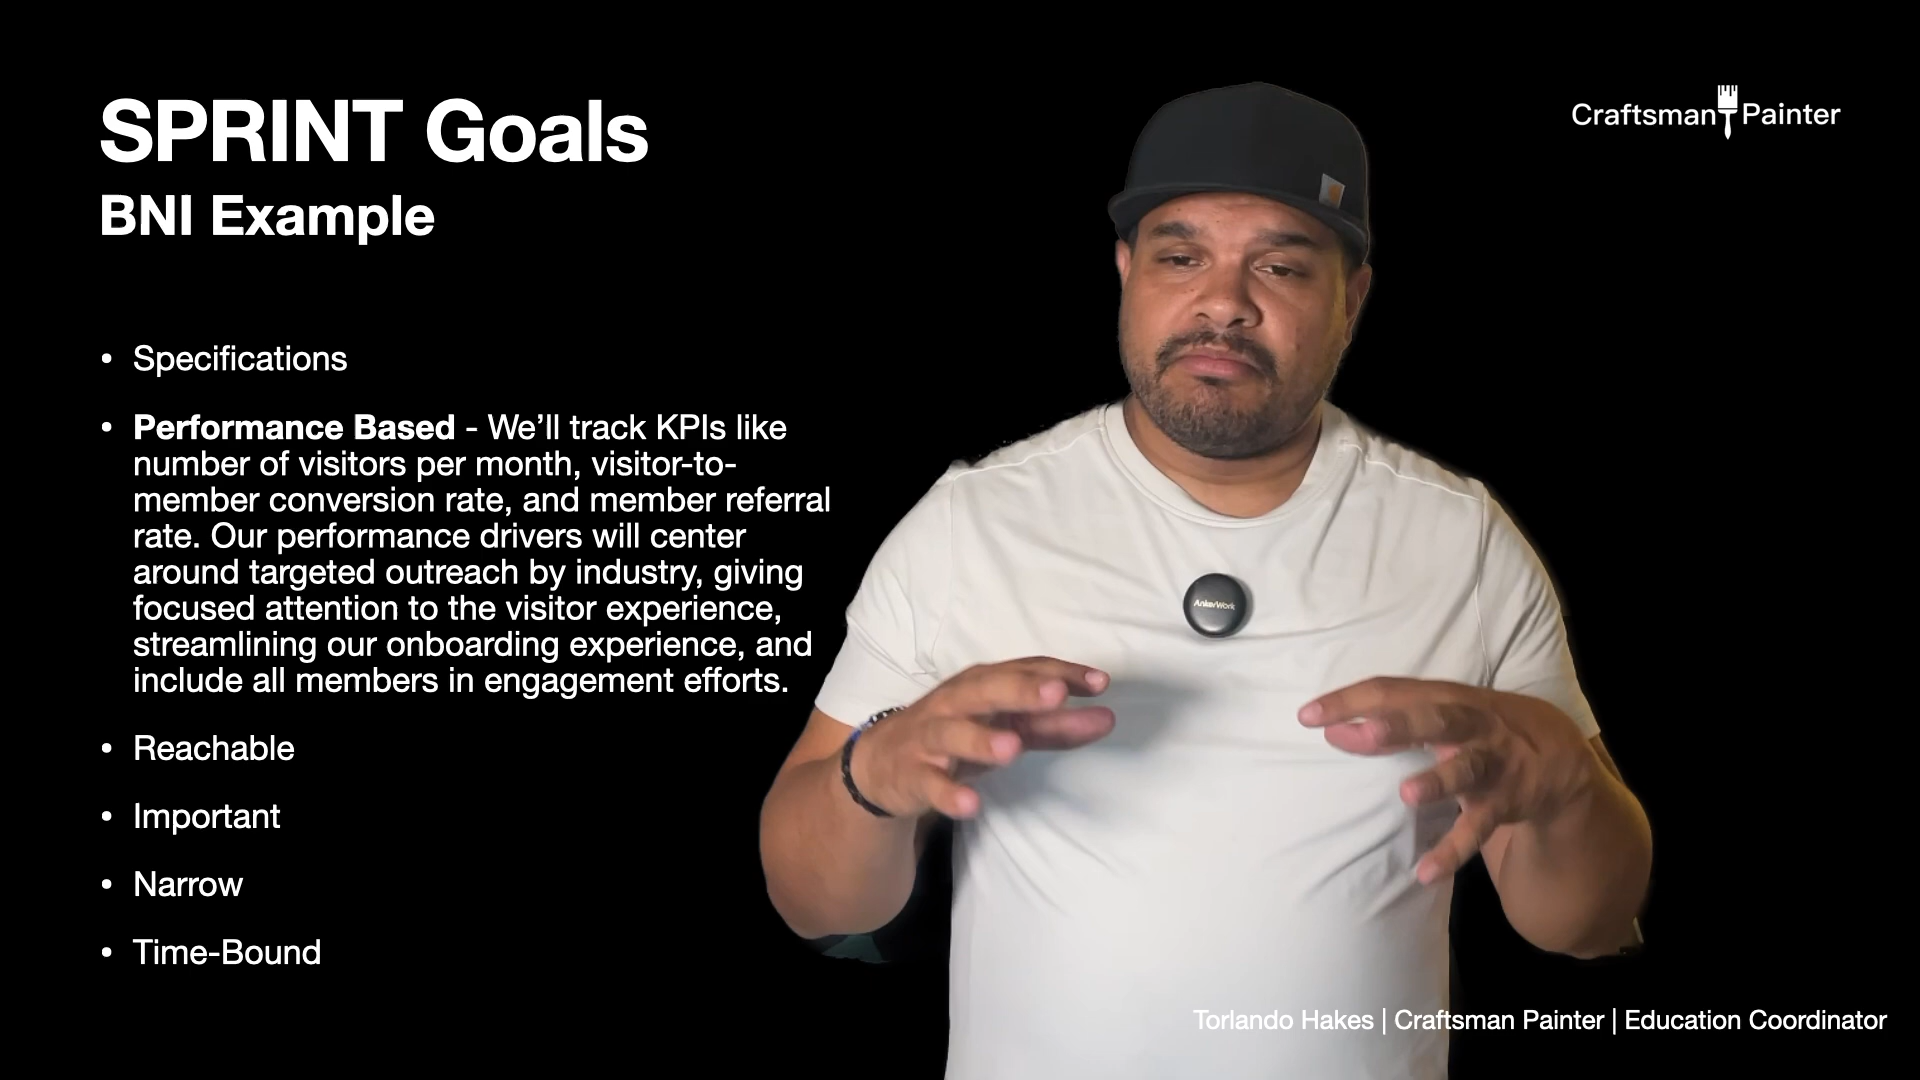 SPRINT Goals
BNI Example
Craftsman Painter
• Specifications
• Performance Based - We’ll track KPIs like
number of visitors per month, visitor-to-
member conversion rate, and member referral
rate. Our performance drivers will center
around targeted outreach by industry, giving
focused attention to the visitor experience,
streamlining our onboarding experience, and
include all members in engagement efforts.
• Reachable
• Important
• Narrow
• Time-Bound
AnkerWork
Torlando Hakes | Craftsman Painter | Education Coordinator